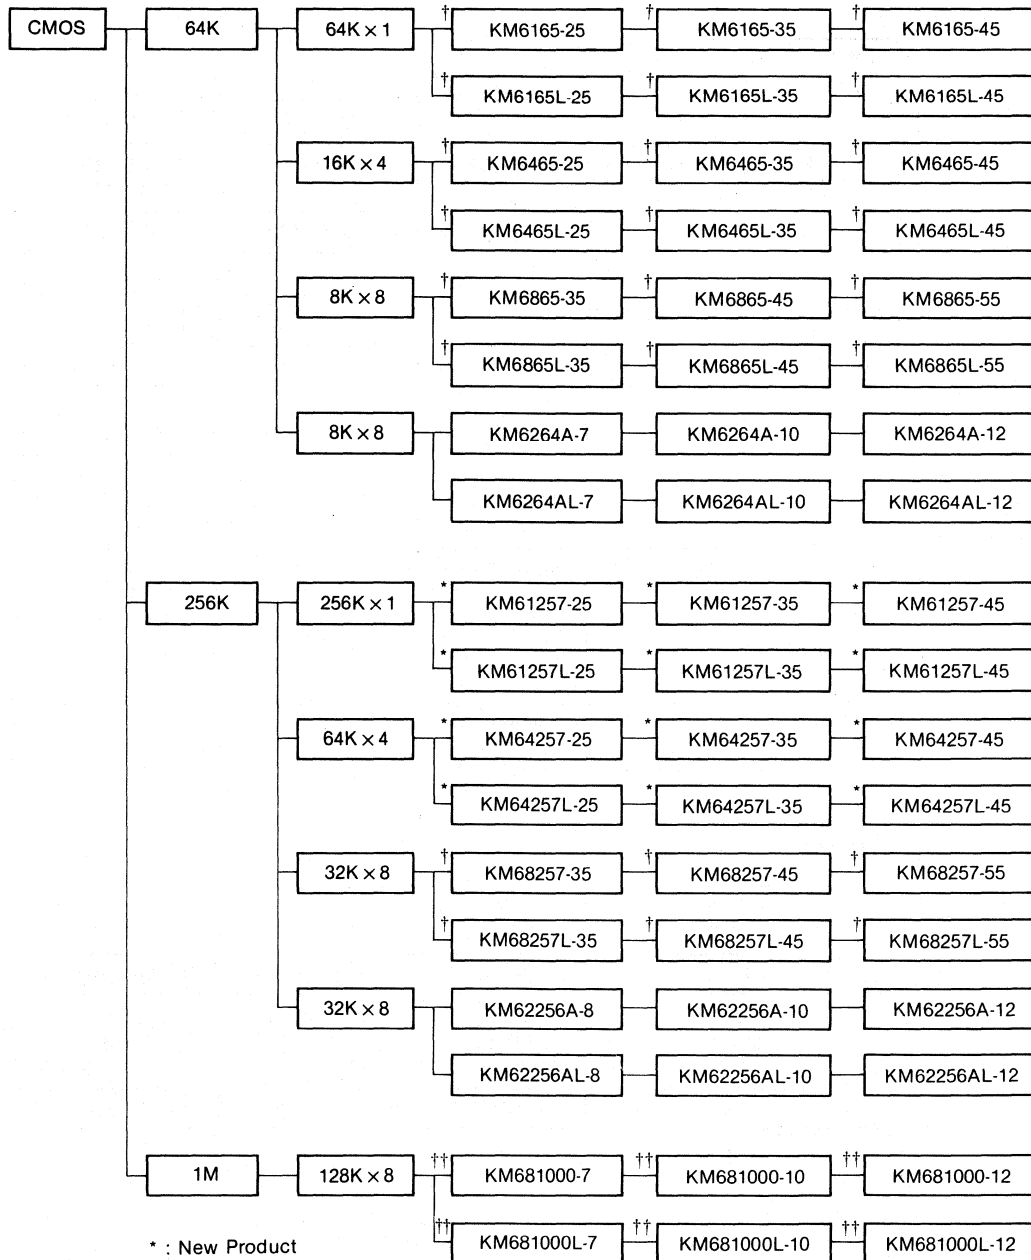 CMOS 64K 64K × 1 † KM6165-25 † KM6165-35 † KM6165-45
† KM6165L-25 † KM6165L-35 † KM6165L-45
16K × 4 † KM6465-25 † KM6465-35 † KM6465-45
† KM6465L-25 † KM6465L-35 † KM6465L-45
8K × 8 † KM6865-35 † KM6865-45 † KM6865-55
† KM6865L-35 † KM6865L-45 † KM6865L-55
8K × 8 KM6264A-7 KM6264A-10 KM6264A-12
KM6264AL-7 KM6264AL-10 KM6264AL-12
256K 256K × 1 * KM61257-25 * KM61257-35 * KM61257-45
* KM61257L-25 * KM61257L-35 * KM61257L-45
64K × 4 * KM64257-25 * KM64257-35 * KM64257-45
* KM64257L-25 * KM64257L-35 * KM64257L-45
32K × 8 † KM68257-35 † KM68257-45 † KM68257-55
† KM68257L-35 † KM68257L-45 † KM68257L-55
32K × 8 KM62256A-8 KM62256A-10 KM62256A-12
KM62256AL-8 KM62256AL-10 KM62256AL-12
1M 128K × 8 †† KM681000-7 †† KM681000-10 †† KM681000-12
†† KM681000L-7 †† KM681000L-10 †† KM681000L-12
* : New Product